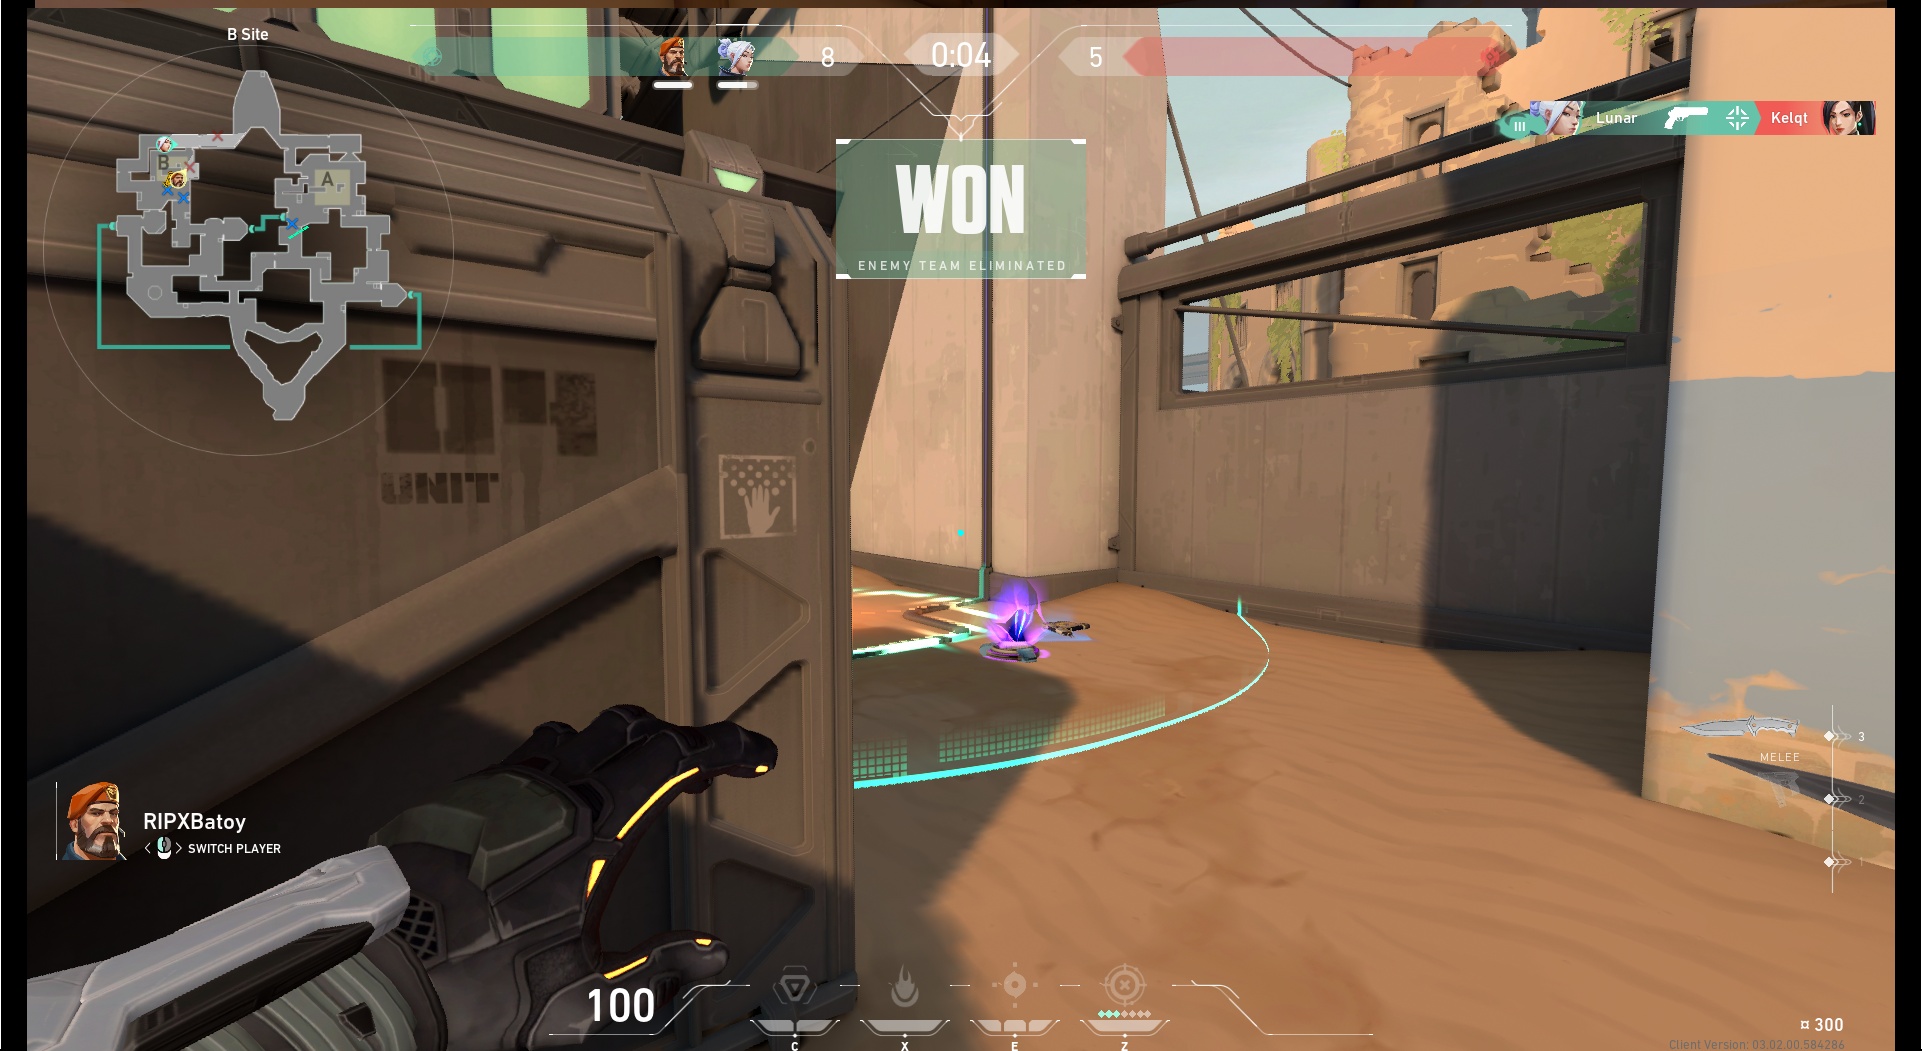 B Site
8
0:04
5
III
Lunar
Kelqt
WON
ENEMY TEAM ELIMINATED
B
A
UNIT
3
MELEE
2
1
RIPXBatoy
< > SWITCH PLAYER
100
C
X
E
Z
¤ 300
Client Version: 03.02.00.584286